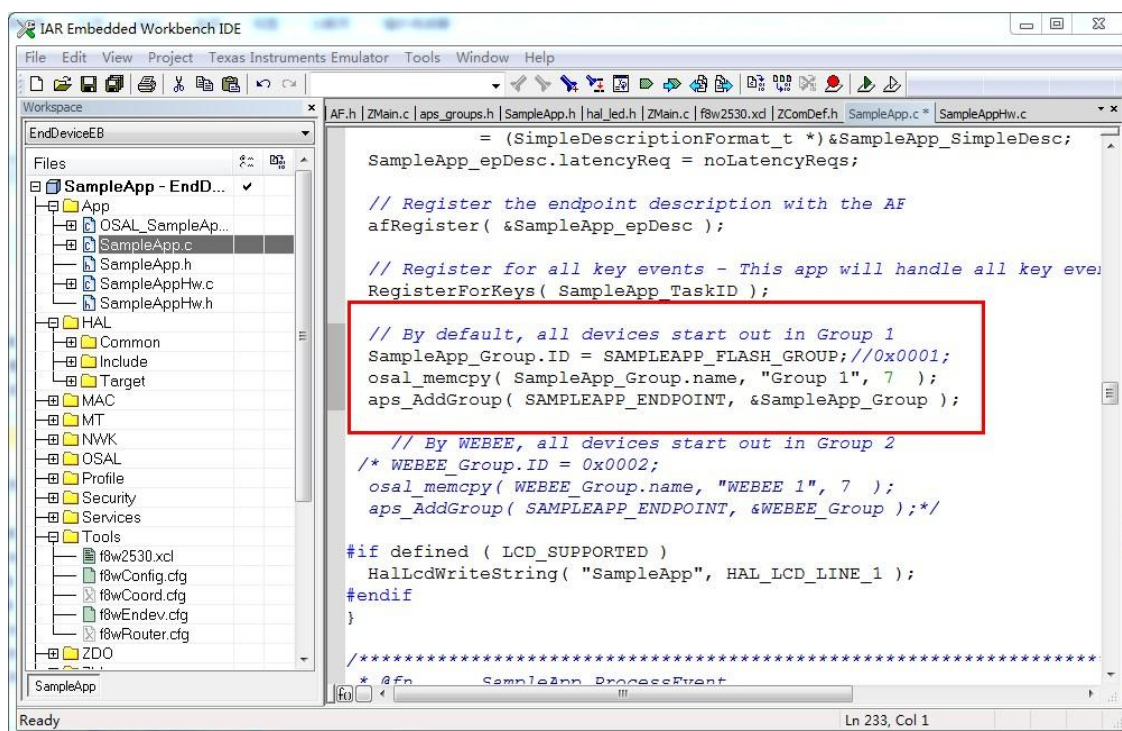 IAR Embedded Workbench IDE
File Edit View Project Texas Instruments Emulator Tools Window Help
Workspace
EndDeviceEB
Files
SampleApp - EndD...
App
OSAL_SampleAp...
SampleApp.c
SampleApp.h
SampleAppHw.c
SampleAppHw.h
HAL
Common
Include
Target
MAC
MT
NWK
OSAL
Profile
Security
Services
Tools
f8w2530.xcl
f8wConfig.cfg
f8wCoord.cfg
f8wEndev.cfg
f8wRouter.cfg
ZDO
SampleApp
AF.h | ZMain.c | aps_groups.h | SampleApp.h | hal_led.h | ZMain.c | f8w2530.xcl | ZComDef.h SampleApp.c * SampleAppHw.c
= (SimpleDescriptionFormat_t *)&SampleApp_SimpleDesc;
SampleApp_epDesc.latencyReq = noLatencyReqs;
// Register the endpoint description with the AF
afRegister( &SampleApp_epDesc );
// Register for all key events - This app will handle all key eve
RegisterForKeys( SampleApp_TaskID );
// By default, all devices start out in Group 1
SampleApp_Group.ID = SAMPLEAPP_FLASH_GROUP;//0x0001;
osal_memcpy( SampleApp_Group.name, "Group 1", 7 );
aps_AddGroup( SAMPLEAPP_ENDPOINT, &SampleApp_Group );
// By WEBEE, all devices start out in Group 2
/* WEBEE_Group.ID = 0x0002;
osal_memcpy( WEBEE_Group.name, "WEBEE 1", 7 );
aps_AddGroup( SAMPLEAPP_ENDPOINT, &WEBEE_Group );*/
#if defined ( LCD_SUPPORTED )
HalLcdWriteString( "SampleApp", HAL_LCD_LINE_1 );
#endif
}
/*******************************************************************
* @fn SampleApp_ProcessEvent
Ready
Ln 233, Col 1